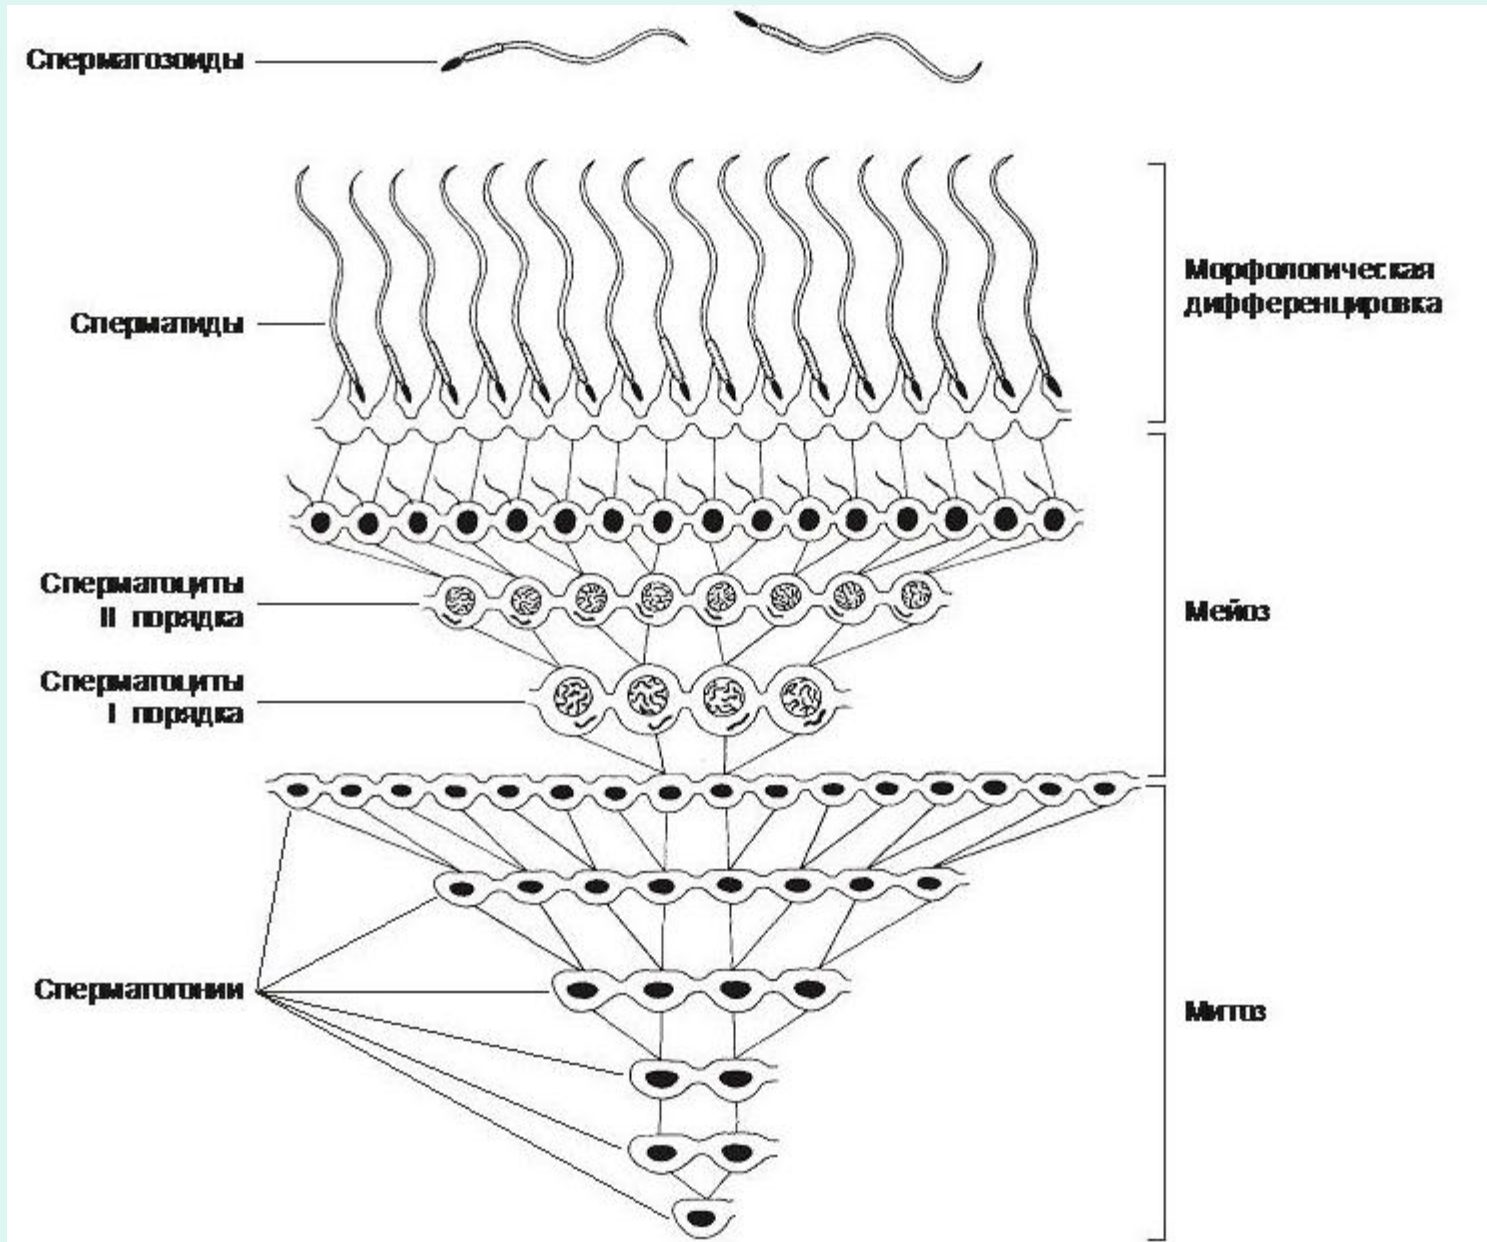 Сперматозоиды
Морфологическая
дифференцировка
Сперматиды
Сперматоциты
II порядка
Мейоз
Сперматоциты
I порядка
Сперматогонии
Митоз